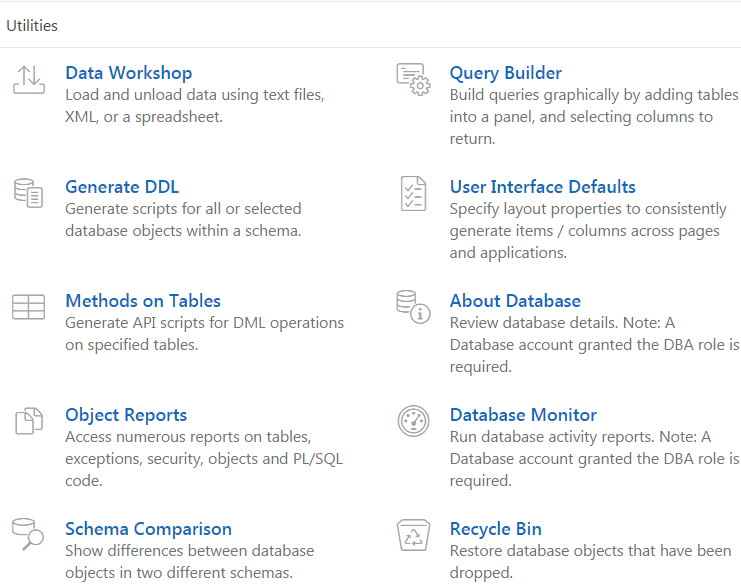 Utilities
Data Workshop
Load and unload data using text files,
XML, or a spreadsheet.
Query Builder
Build queries graphically by adding tables
into a panel, and selecting columns to
return.
Generate DDL
Generate scripts for all or selected
database objects within a schema.
User Interface Defaults
Specify layout properties to consistently
generate items / columns across pages
and applications.
Methods on Tables
Generate API scripts for DML operations
on specified tables.
About Database
Review database details. Note: A
Database account granted the DBA role is
required.
Object Reports
Access numerous reports on tables,
exceptions, security, objects and PL/SQL
code.
Database Monitor
Run database activity reports. Note: A
Database account granted the DBA role is
required.
Schema Comparison
Show differences between database
objects in two different schemas.
Recycle Bin
Restore database objects that have been
dropped.